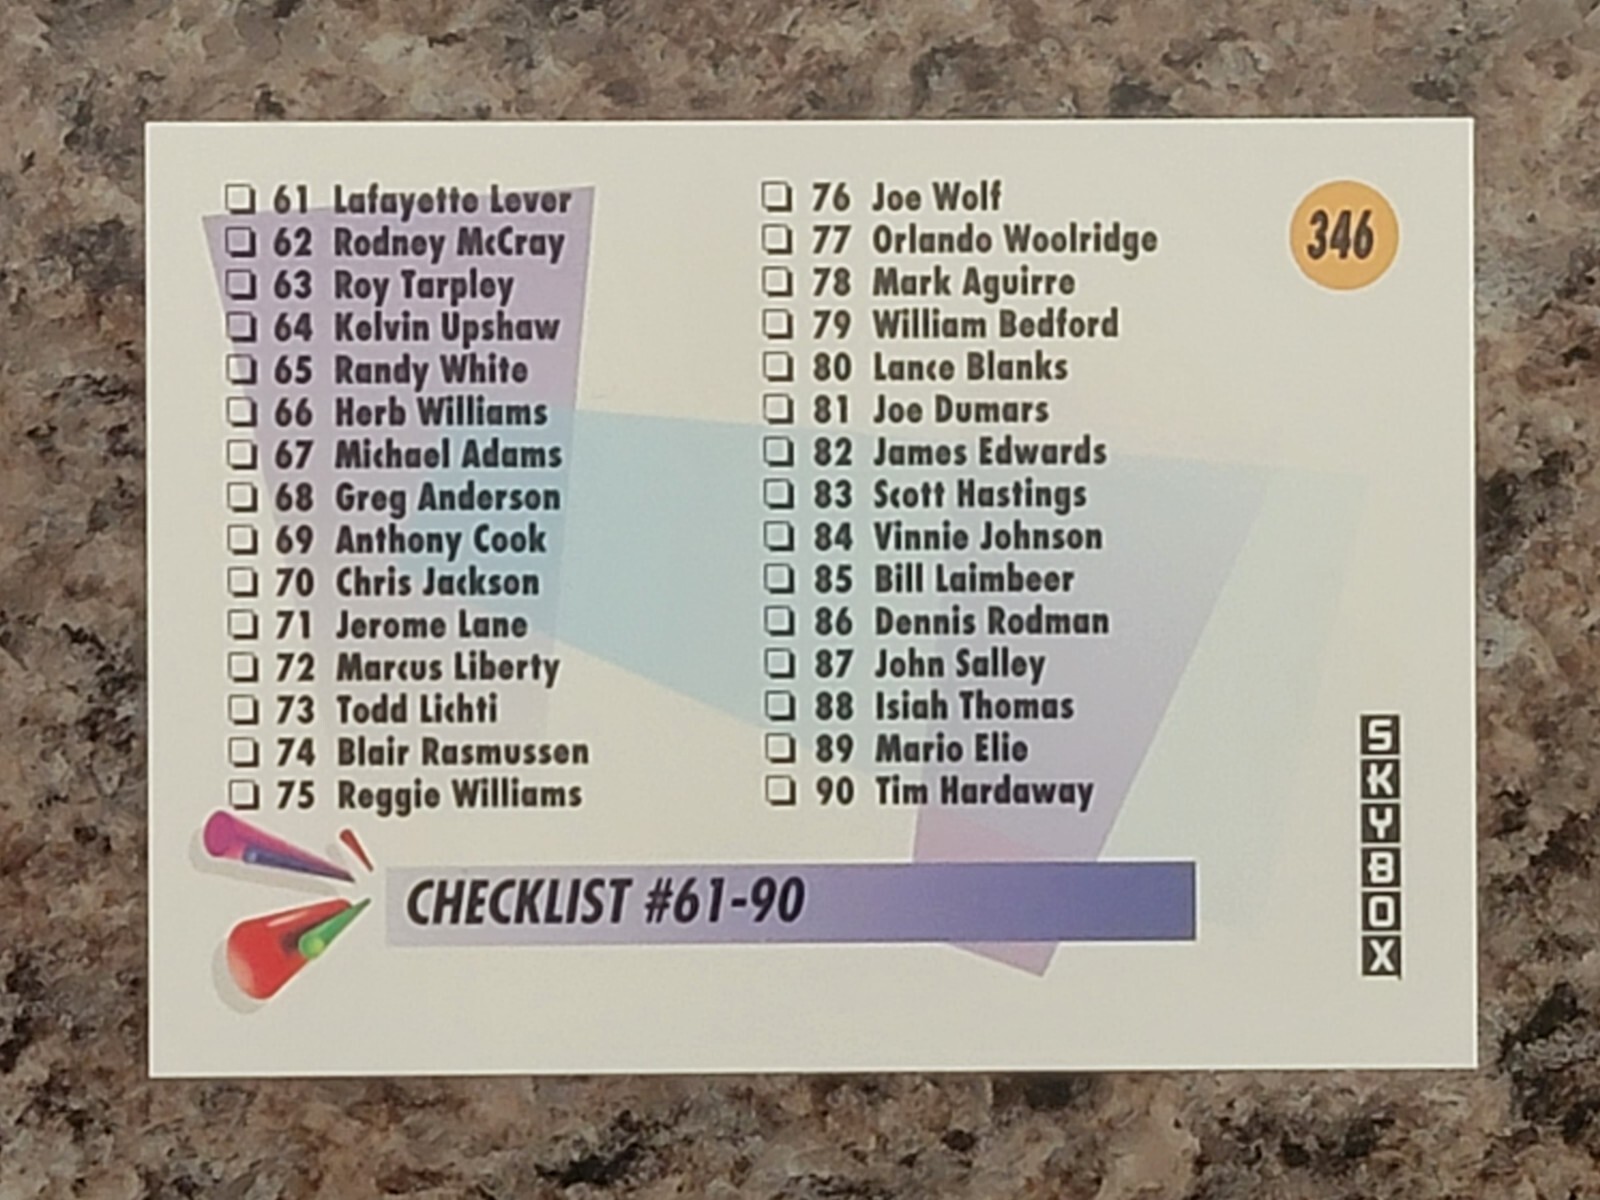 61 Lafayette Lever
62 Rodney McCray
63 Roy Tarpley
64 Kelvin Upshaw
65 Randy White
66 Herb Williams
67 Michael Adams
68 Greg Anderson
69 Anthony Cook
70 Chris Jackson
71 Jerome Lane
72 Marcus Liberty
73 Todd Lichti
74 Blair Rasmussen
75 Reggie Williams
76 Joe Wolf
77 Orlando Woolridge
78 Mark Aguirre
79 William Bedford
80 Lance Blanks
81 Joe Dumars
82 James Edwards
83 Scott Hastings
84 Vinnie Johnson
85 Bill Laimbeer
86 Dennis Rodman
87 John Salley
88 Isiah Thomas
89 Mario Elie
90 Tim Hardaway
346
SKYBOX
CHECKLIST #61-90